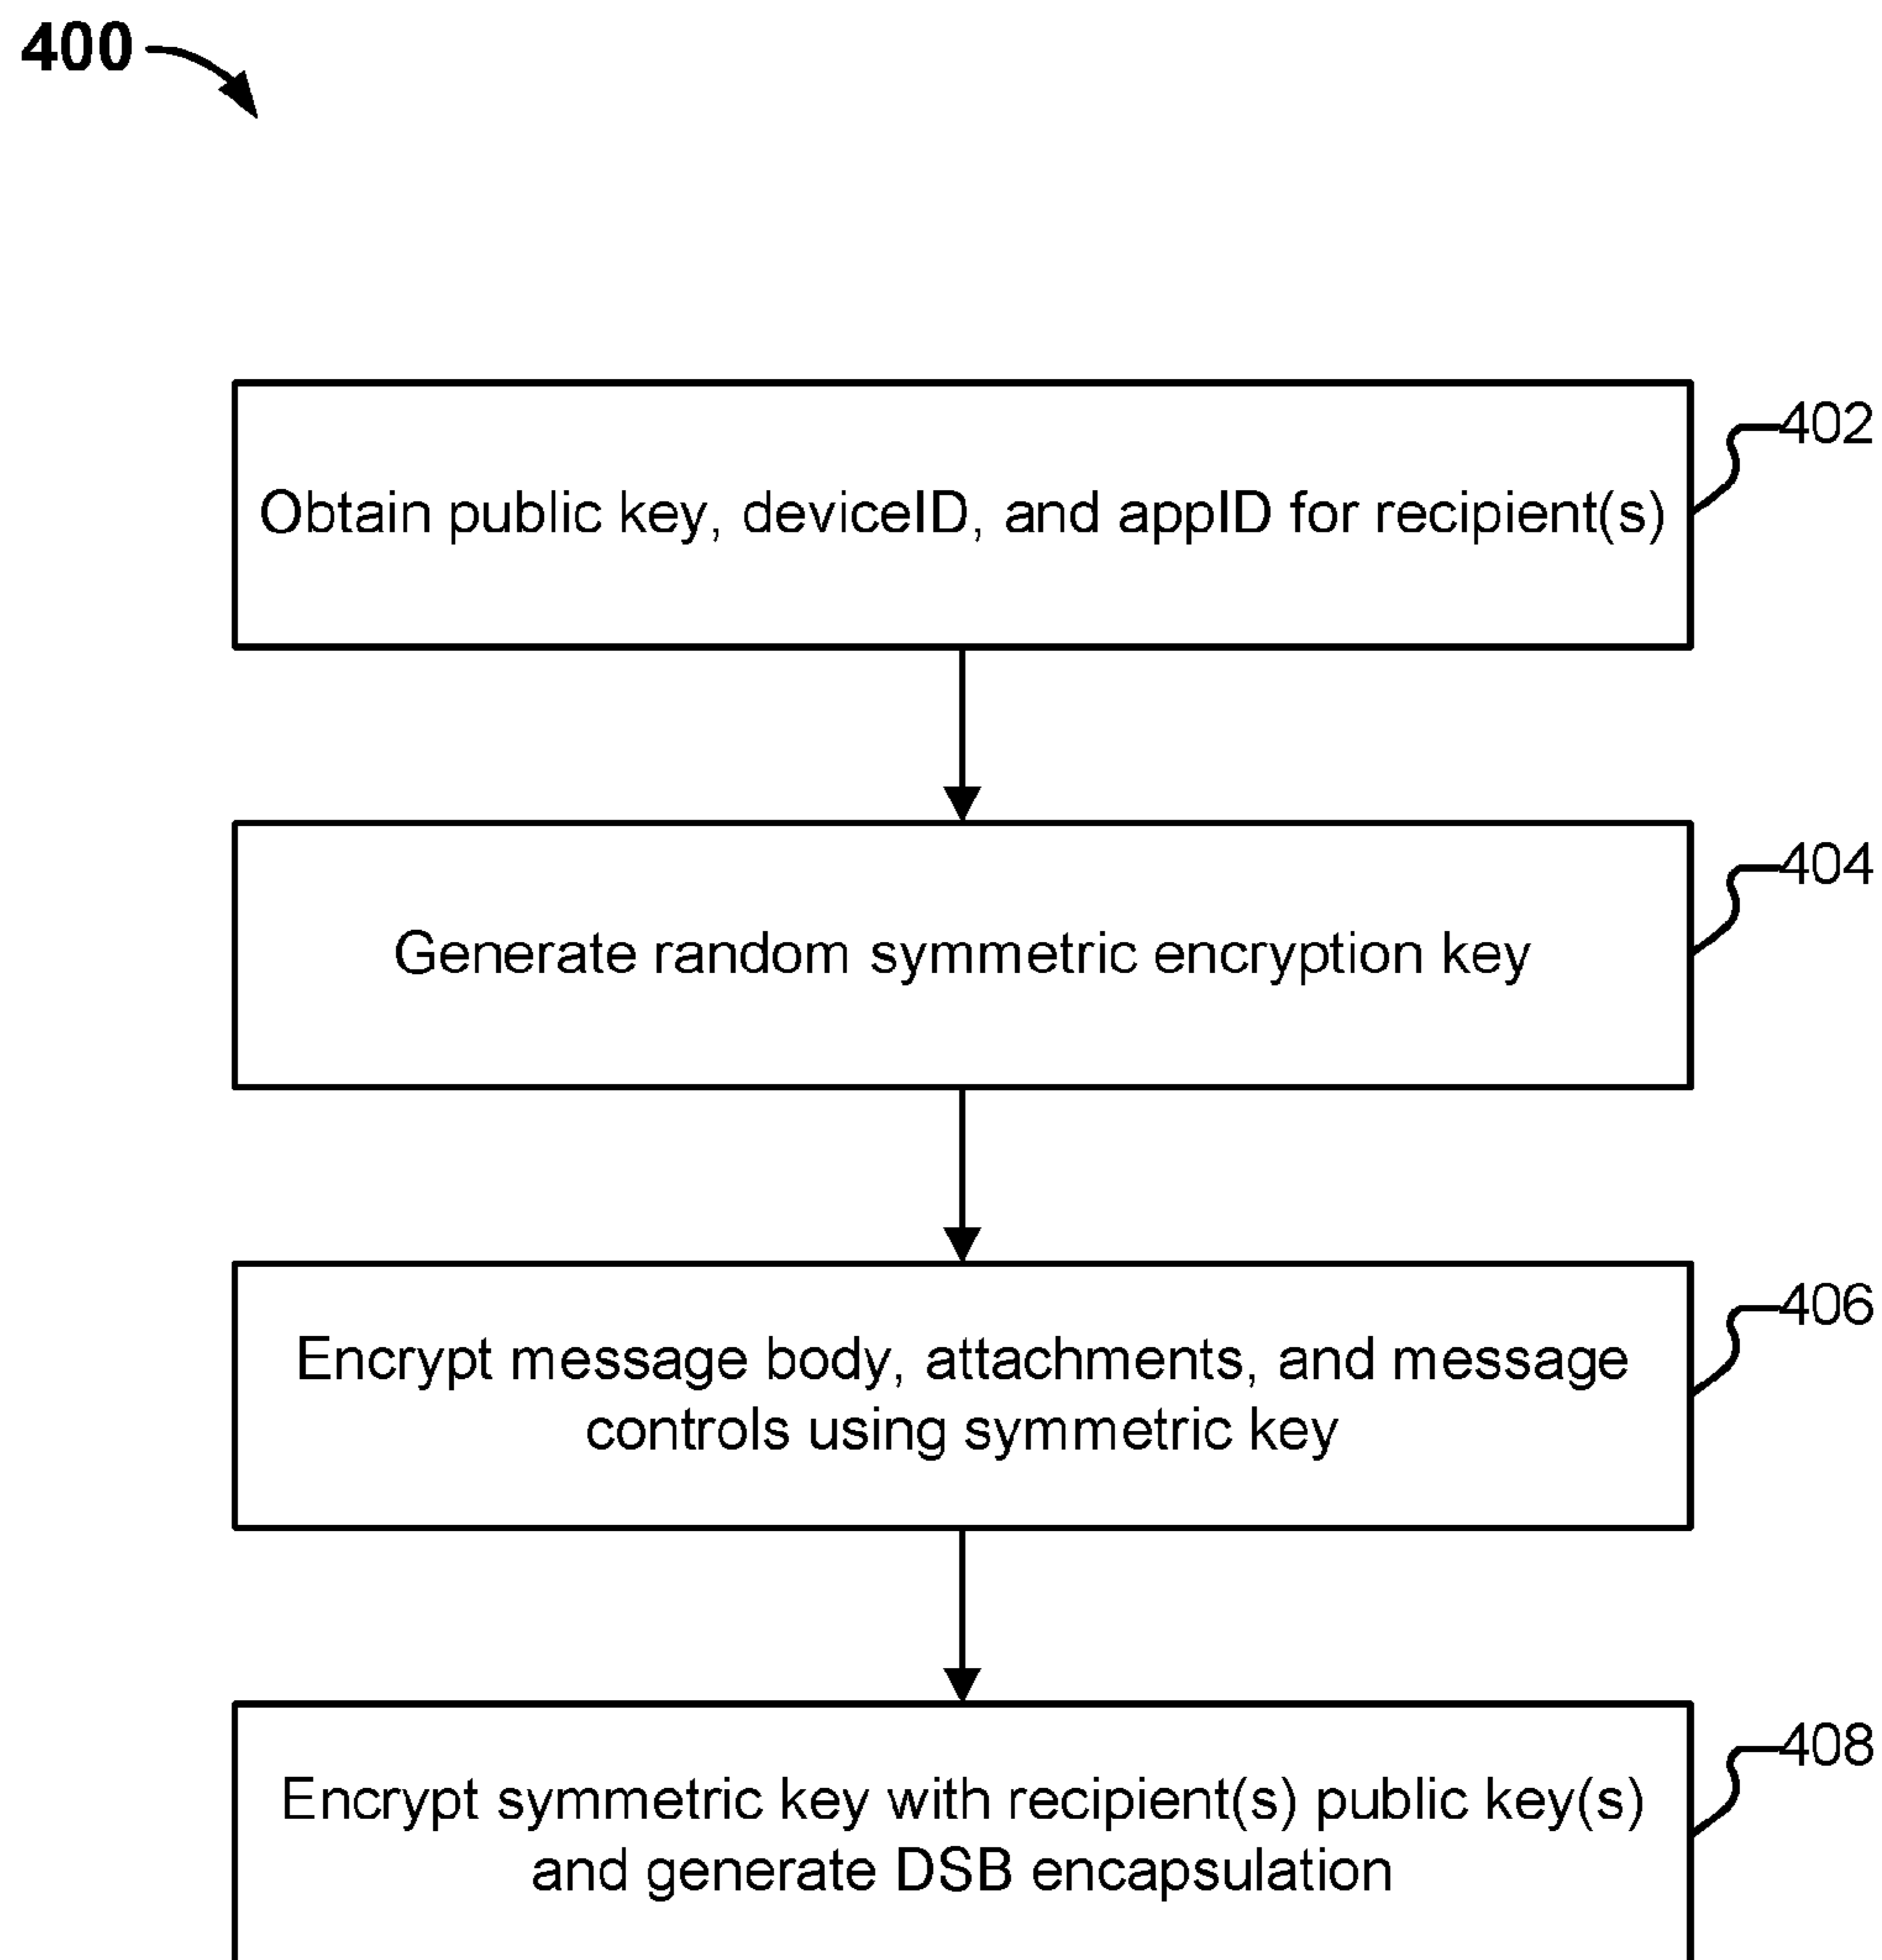 400
Obtain public key, deviceID, and appID for recipient(s)
402
Generate random symmetric encryption key
404
Encrypt message body, attachments, and message
controls using symmetric key
406
Encrypt symmetric key with recipient(s) public key(s)
and generate DSB encapsulation
408